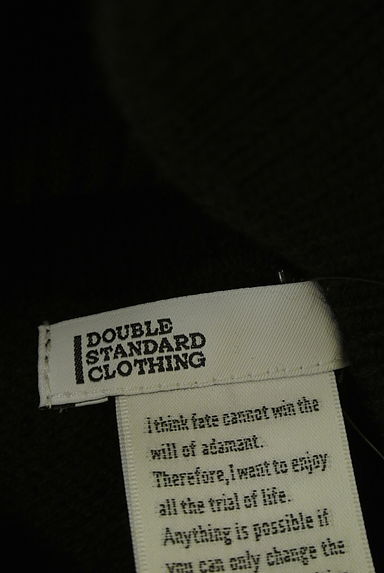 DOUBLE
STANDARD
CLOTHING
I think fate cannot win the
will of adamant.
Therefore, I want to enjoy
all the trial of life.
Anything is possible if
you can only change the